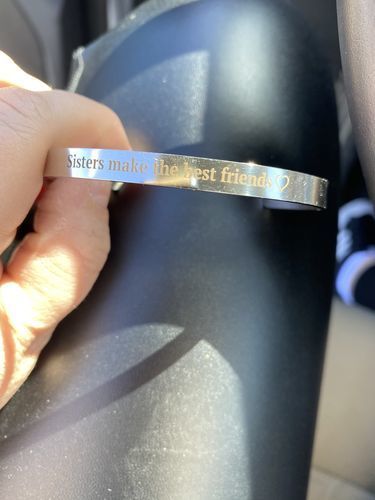 Sisters make the best friends♡